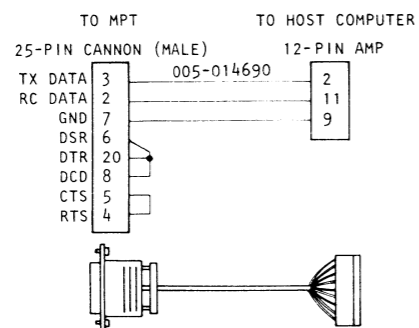 TO MPT TO HOST COMPUTER
25-PIN CANNON (MALE) 12-PIN AMP
005-014690
TX DATA 3 2
RC DATA 2 11
GND 7 9
DSR 6
DTR 20
DCD 8
CTS 5
RTS 4